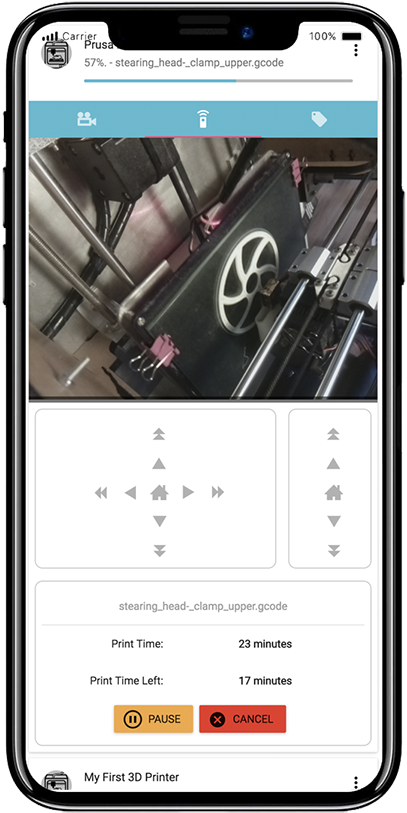 Carrier
100%
Prusa
57%. - stearing_head-_clamp_upper.gcode
stearing_head-_clamp_upper.gcode
Print Time: 23 minutes
Print Time Left: 17 minutes
PAUSE CANCEL
My First 3D Printer